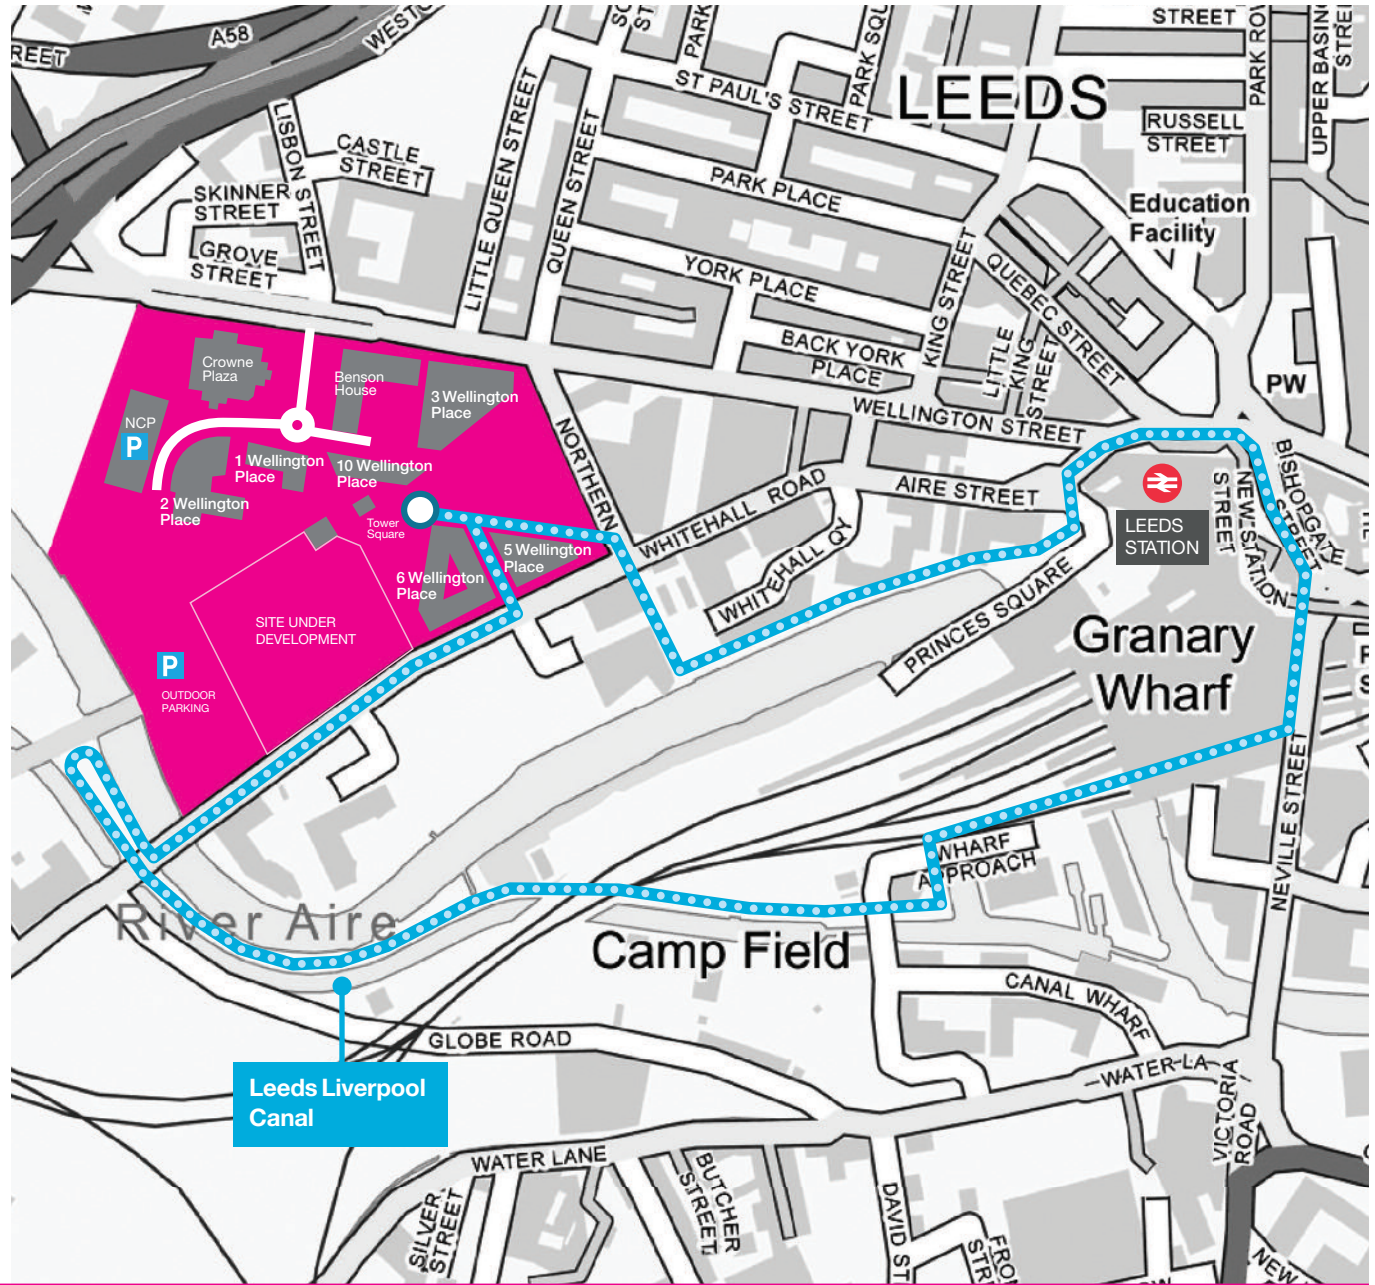 A58
LISBON STREET
CASTLE
STREET
SKINNER
STREET
GROVE
STREET
LITTLE QUEEN STREET
QUEEN STREET
ST PAUL'S STREET
PARK
PARK SQU
LEEDS
STREET
PARK ROW
UPPER BASIN
STREE
RUSSELL
STREET
PARK PLACE
Education
Facility
YORK PLACE
KING STREET
QUEBEC STREET
BACK YORK
PLACE
LITTLE
KING
STREET
PW
WELLINGTON STREET
Crowne
Plaza
Benson
House
3 Wellington
Place
NCP
P
1 Wellington
Place
10 Wellington
Place
2 Wellington
Place
Tower
Square
NORTHERN
5 Wellington
Place
6 Wellington
Place
SITE UNDER
DEVELOPMENT
P
OUTDOOR
PARKING
WHITEHALL ROAD
WHITEHALL QY
AIRE STREET
PRINCES SQUARE
LEEDS
STATION
NEW STATION
STREET
BISHOPGATE
STREET
Granary
Wharf
NEVILLE STREET
WHARF
APPROACH
River Aire
Camp Field
CANAL WHARF
GLOBE ROAD
Leeds Liverpool
Canal
WATER LA
VICTORIA
ROAD
WATER LANE
SILVER
STREET
BUTCHER
STREET
DAVID ST
FRON
STRE
NEW